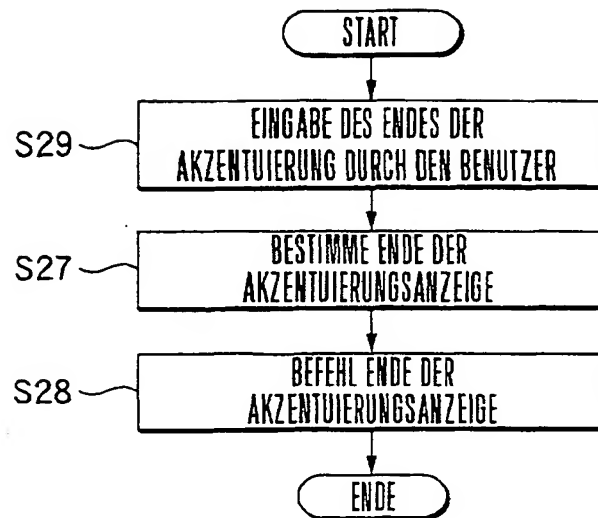 START
S29
EINGABE DES ENDES DER
AKZENTUIERUNG DURCH DEN BENUTZER
S27
BESTIMME ENDE DER
AKZENTUIERUNGSANZEIGE
S28
BEFEHL ENDE DER
AKZENTUIERUNGSANZEIGE
ENDE